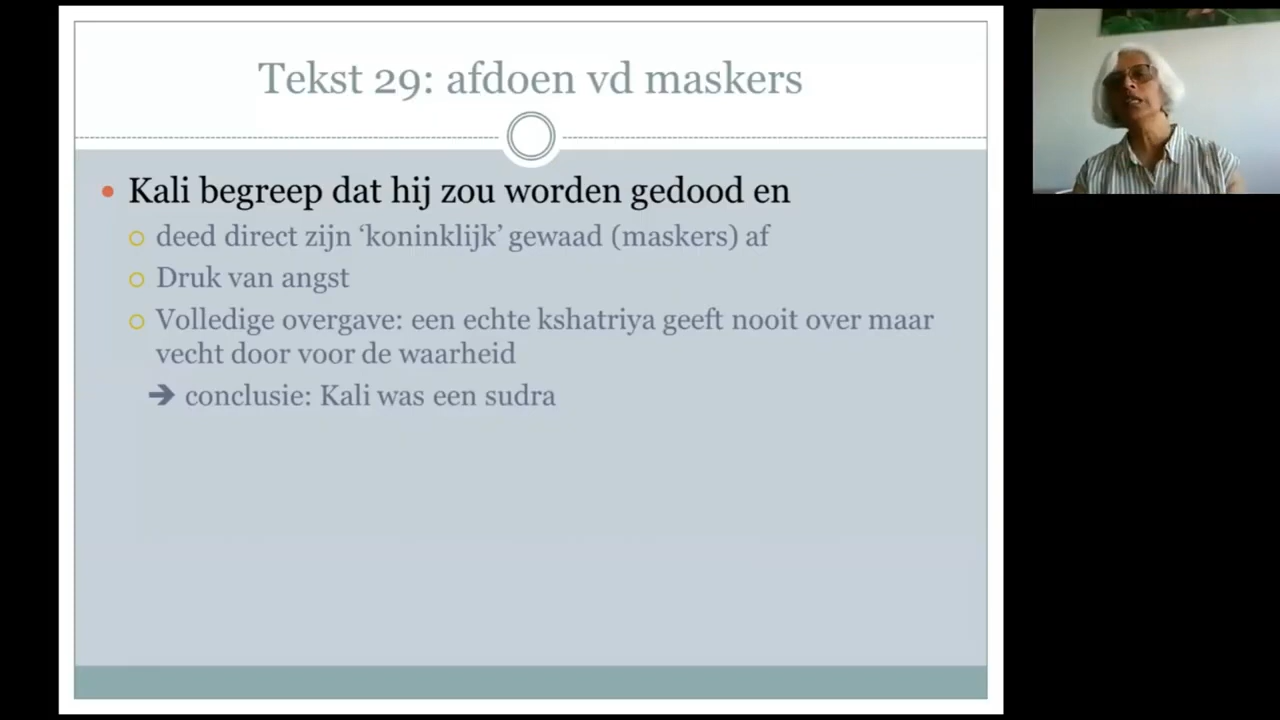 Tekst 29: afdoen vd maskers
Kali begreep dat hij zou worden gedood en
deed direct zijn ‘koninklijk’ gewaad (maskers) af
Druk van angst
Volledige overgave: een echte kshatriya geeft nooit over maar
vecht door voor de waarheid
➔ conclusie: Kali was een sudra